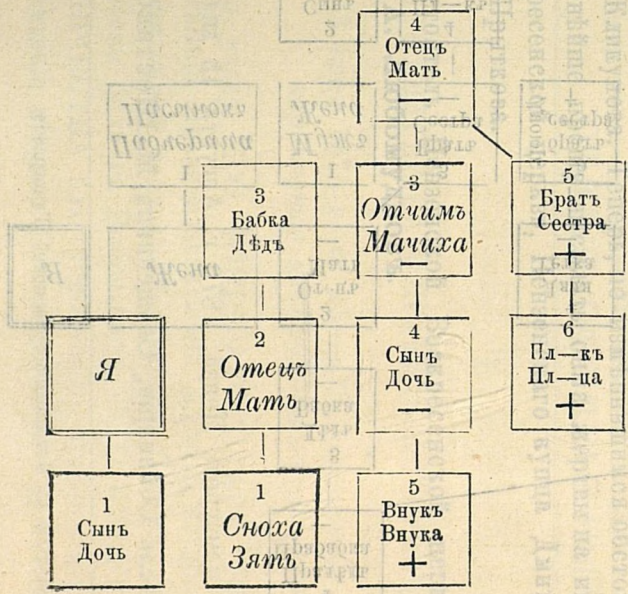 4
Отецъ
Мать
—
3
Бабка
Дѣдъ
3
Отчимъ
Мачиха
—
5
Братъ
Сестра
+
Я
2
Отецъ
Мать
4
Сынъ
Дочь
—
6
Пл—къ
Пл—ца
+
1
Сынъ
Дочь
1
Сноха
Зять
5
Внукъ
Внука
+